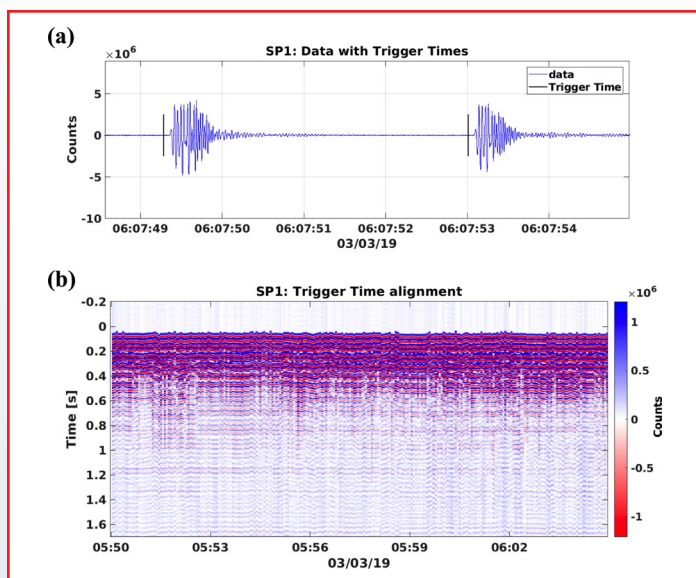 (a)
SP1: Data with Trigger Times
×10⁶
data
Trigger Time
5
0
-5
-10
Counts
06:07:49 06:07:50 06:07:51 06:07:52 06:07:53 06:07:54
03/03/19
(b)
SP1: Trigger Time alignment
×10⁶
-0.2
0
0.2
0.4
0.6
0.8
1
1.2
1.4
1.6
Time [s]
1
0.5
0
-0.5
-1
Counts
05:50 05:53 05:56 05:59 06:02
03/03/19